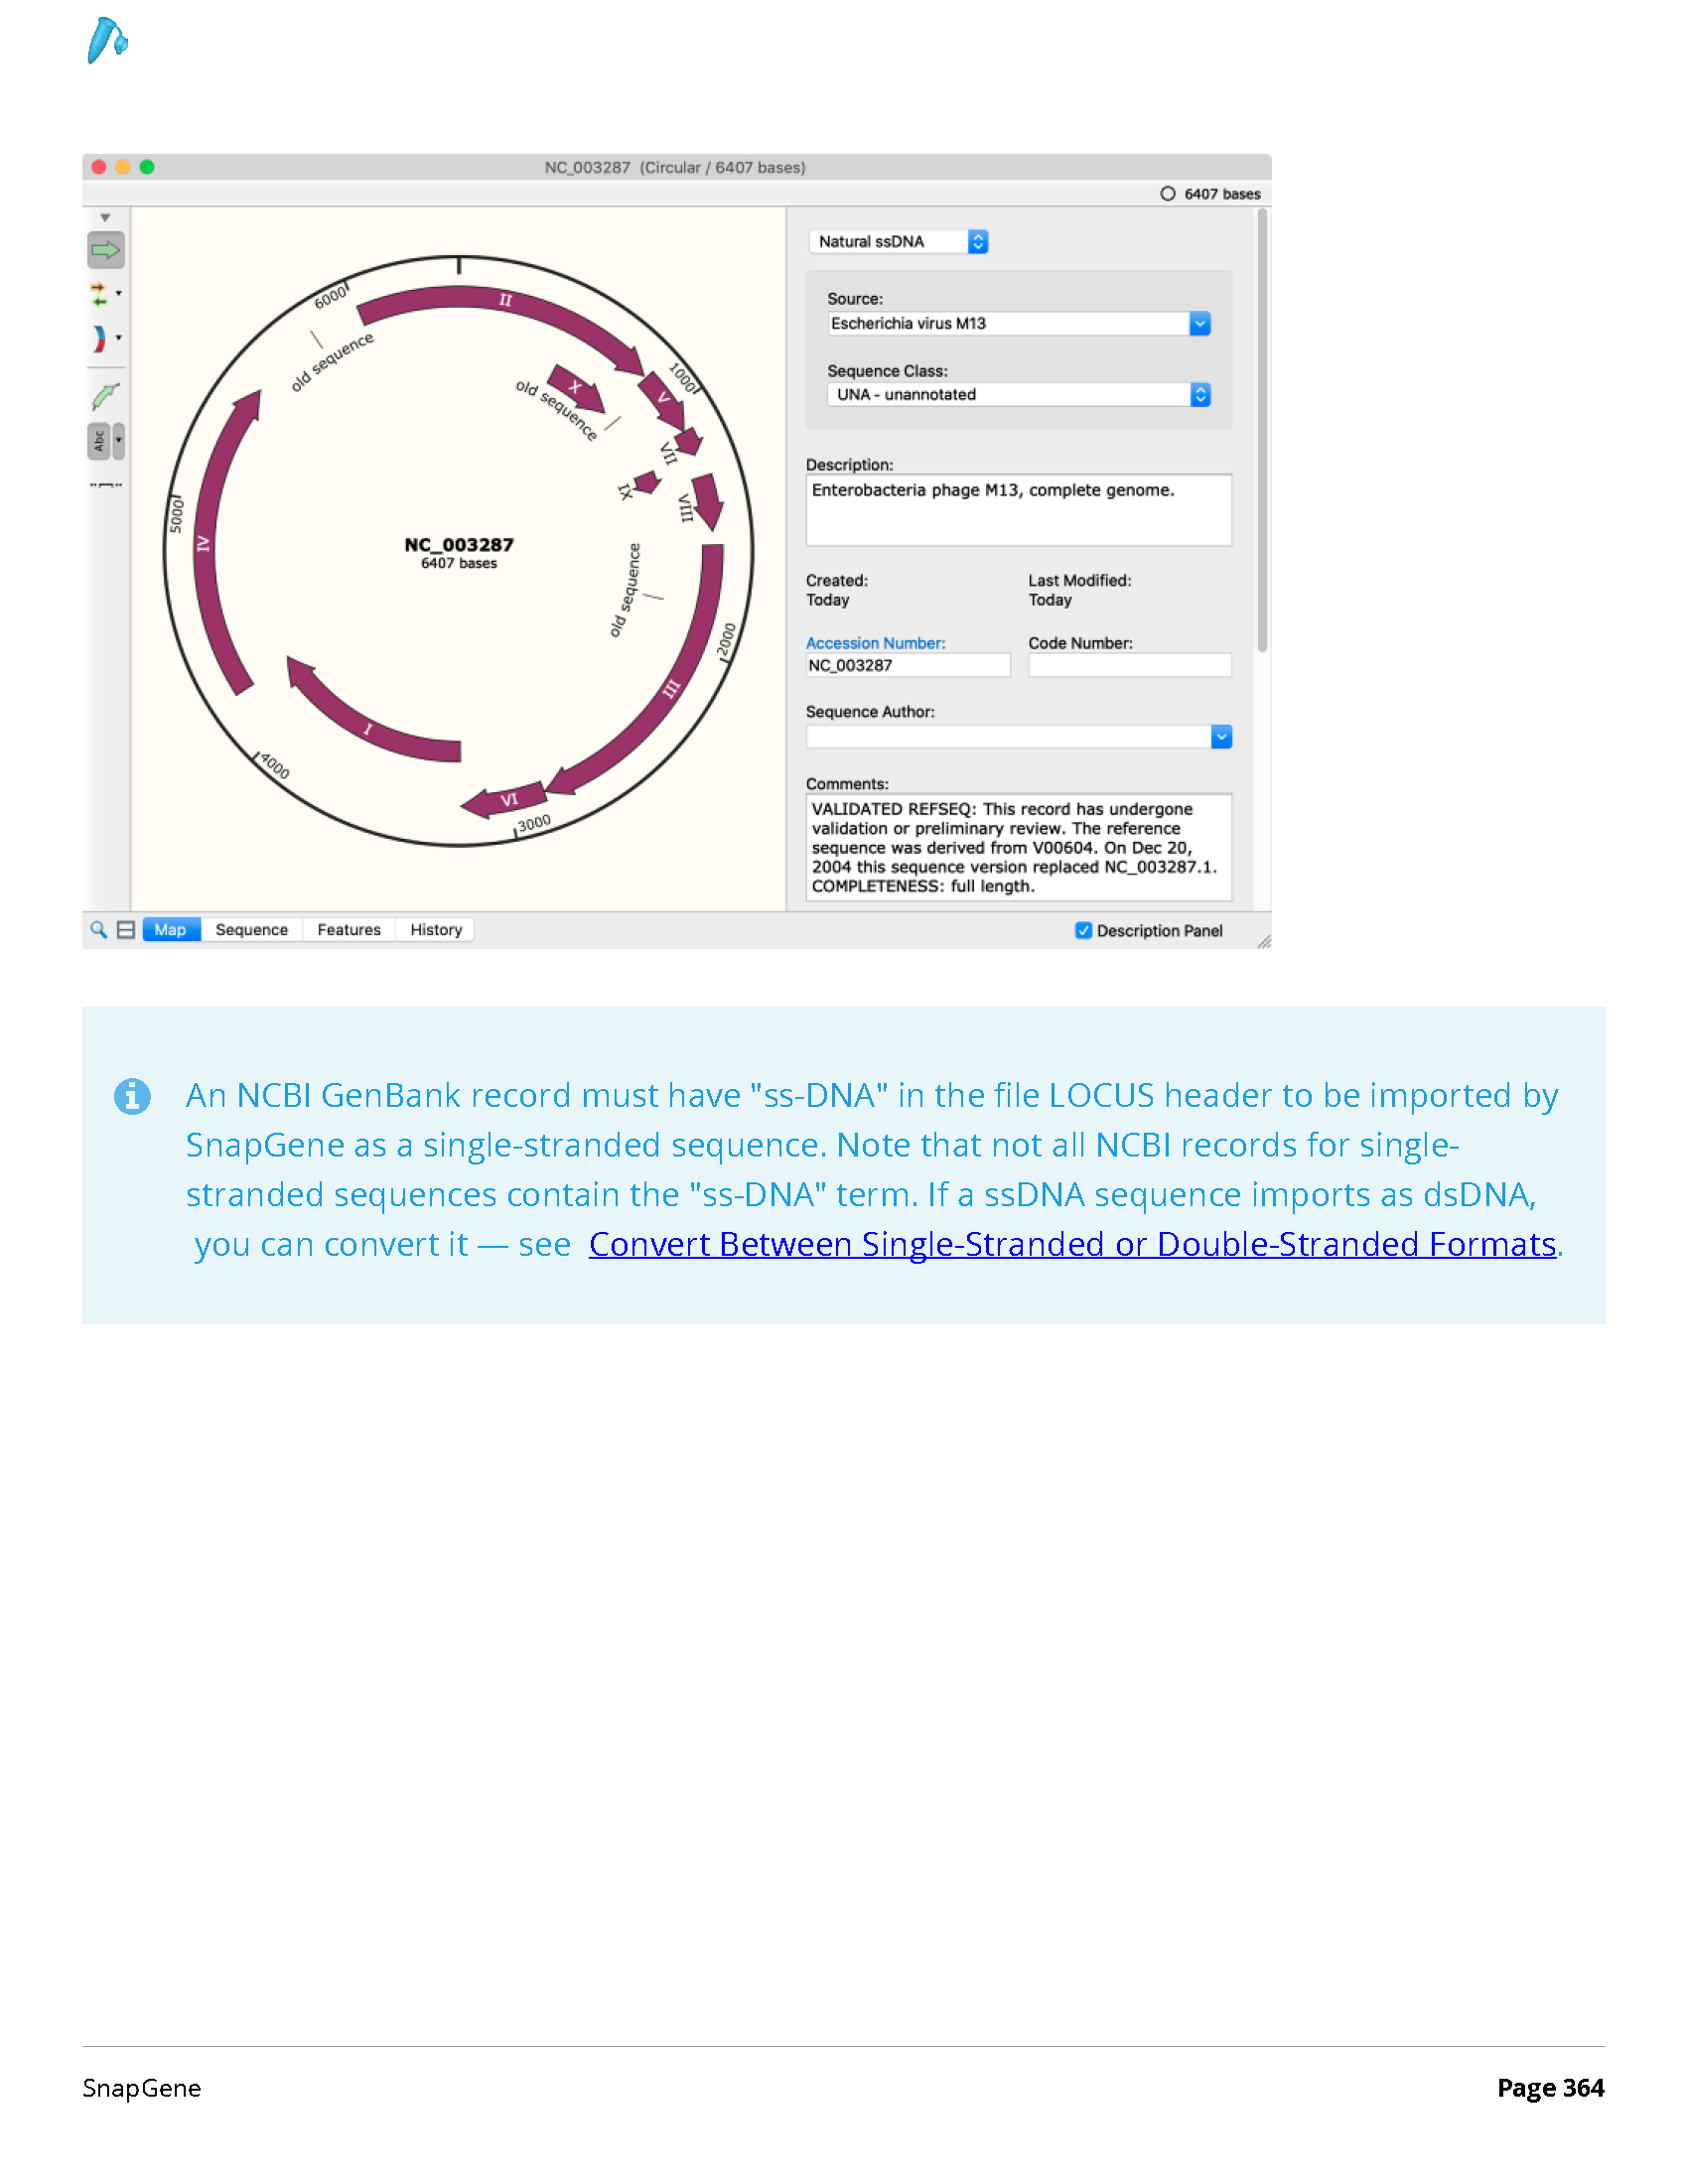 NC_003287  (Circular / 6407 bases)
6407 bases
Abc
6000
II
old sequence
1000
X
V
old sequence
VII
IX
VIII
5000
IV
NC_003287
6407 bases
old sequence
2000
III
I
4000
VI
3000
Natural ssDNA
Source:
Escherichia virus M13
Sequence Class:
UNA - unannotated
Description:
Enterobacteria phage M13, complete genome.
Created: Last Modified:
Today Today
Accession Number: Code Number:
NC_003287
Sequence Author:
Comments:
VALIDATED REFSEQ: This record has undergone
validation or preliminary review. The reference
sequence was derived from V00604. On Dec 20,
2004 this sequence version replaced NC_003287.1.
COMPLETENESS: full length.
Map Sequence Features History Description Panel
An NCBI GenBank record must have "ss-DNA" in the file LOCUS header to be imported by
SnapGene as a single-stranded sequence. Note that not all NCBI records for single-
stranded sequences contain the "ss-DNA" term. If a ssDNA sequence imports as dsDNA,
you can convert it — see  Convert Between Single-Stranded or Double-Stranded Formats.
SnapGene Page 364